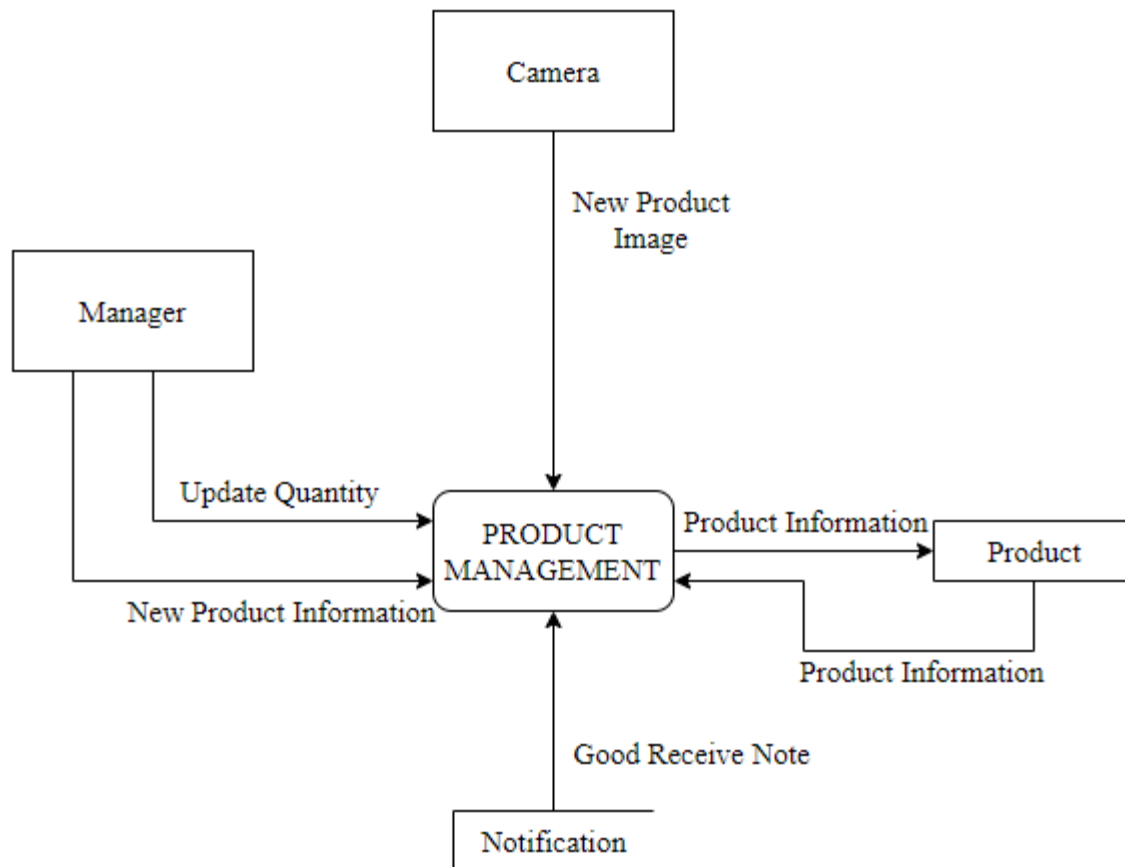 Camera
New Product
Image
Manager
Update Quantity
PRODUCT
MANAGEMENT
Product Information
Product
New Product Information
Product Information
Good Receive Note
Notification